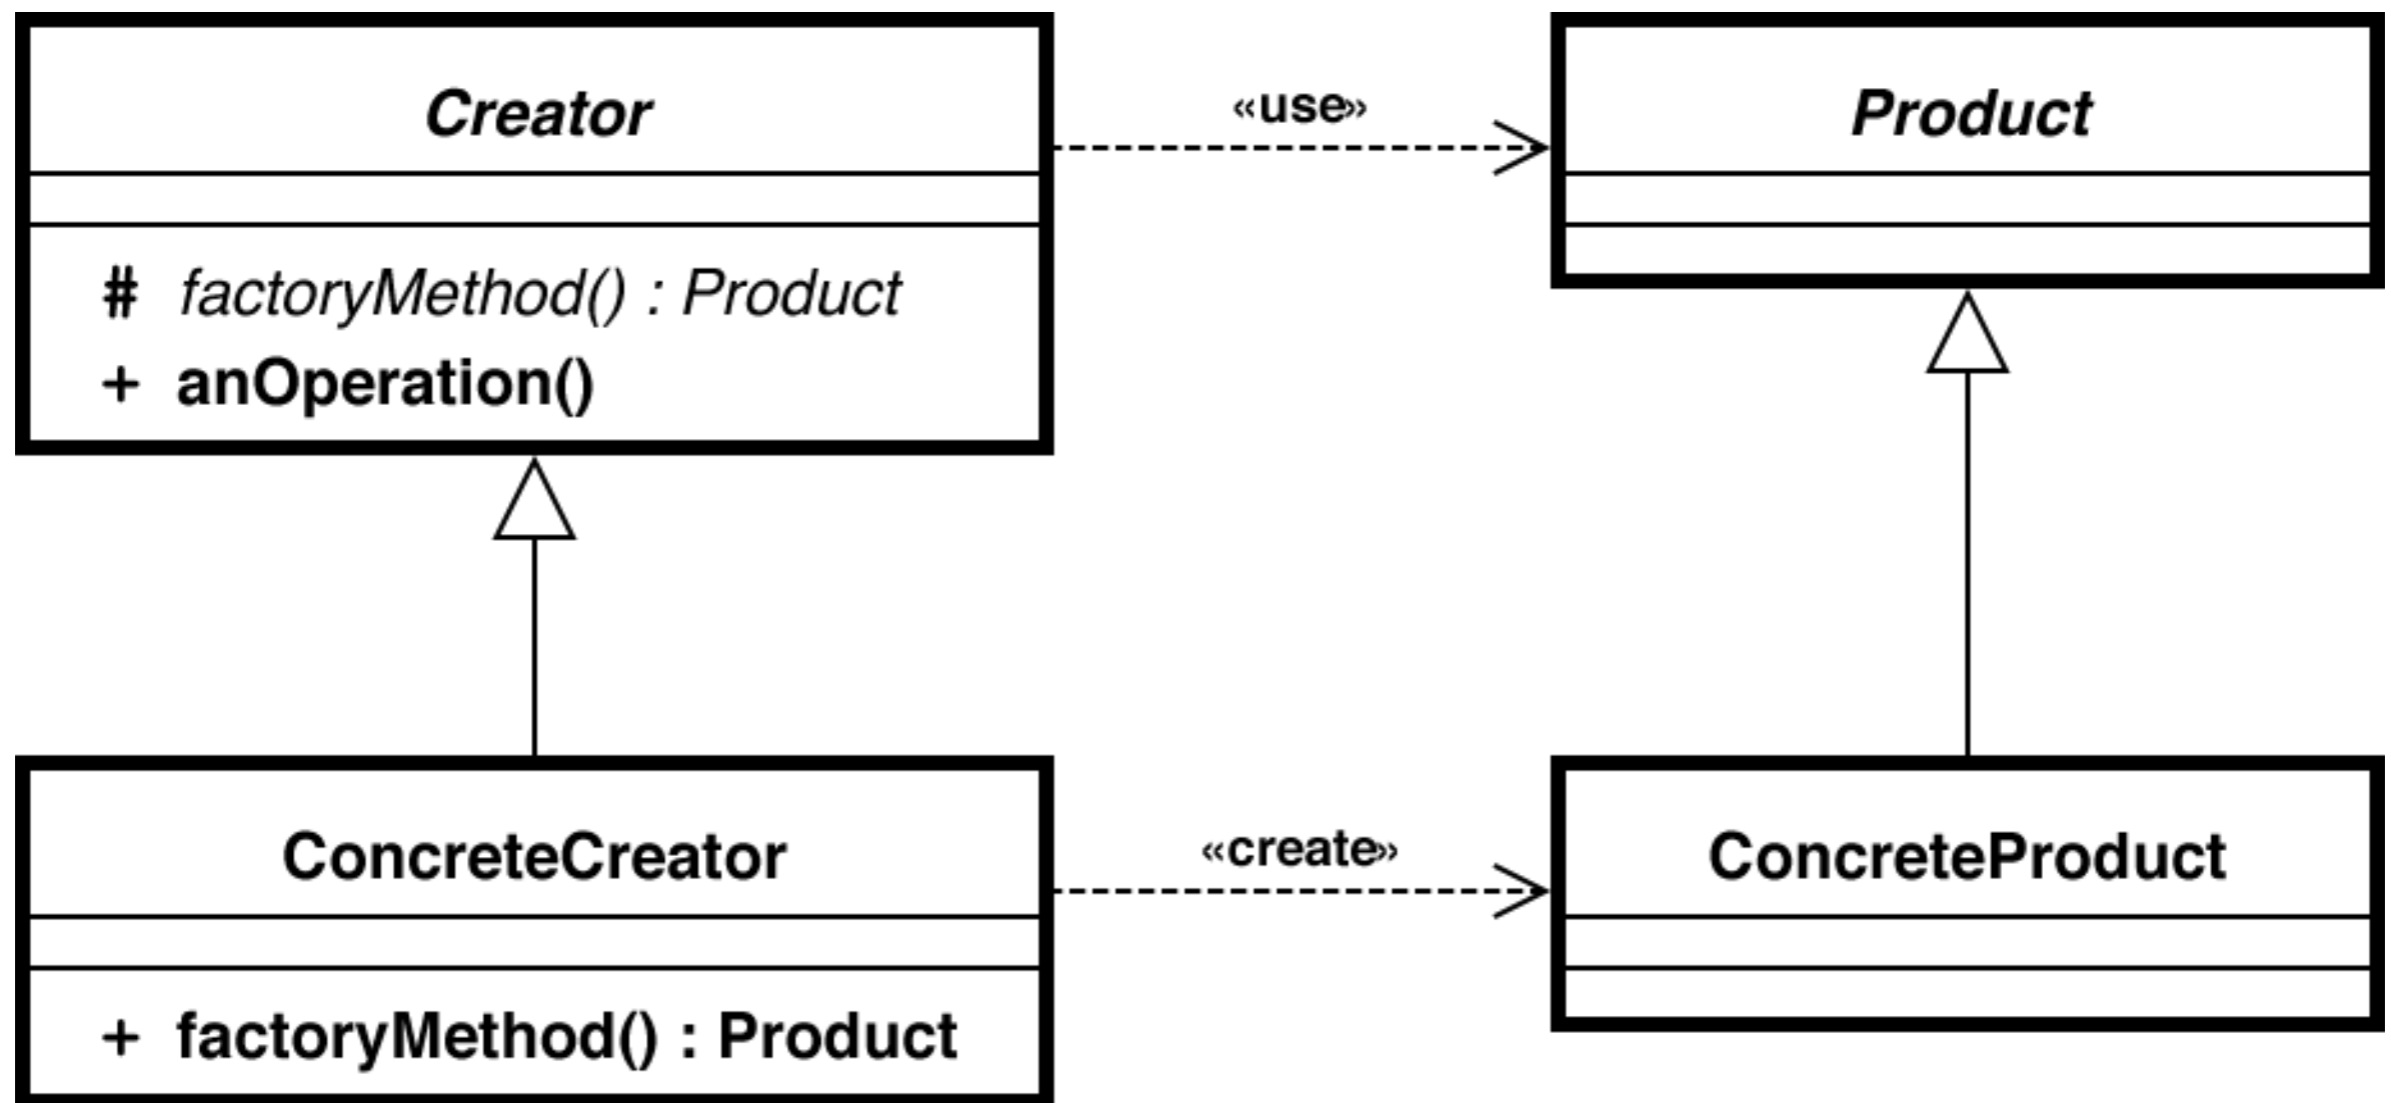 Creator
# factoryMethod() : Product
+ anOperation()
«use»
Product
ConcreteCreator
+ factoryMethod() : Product
«create»
ConcreteProduct